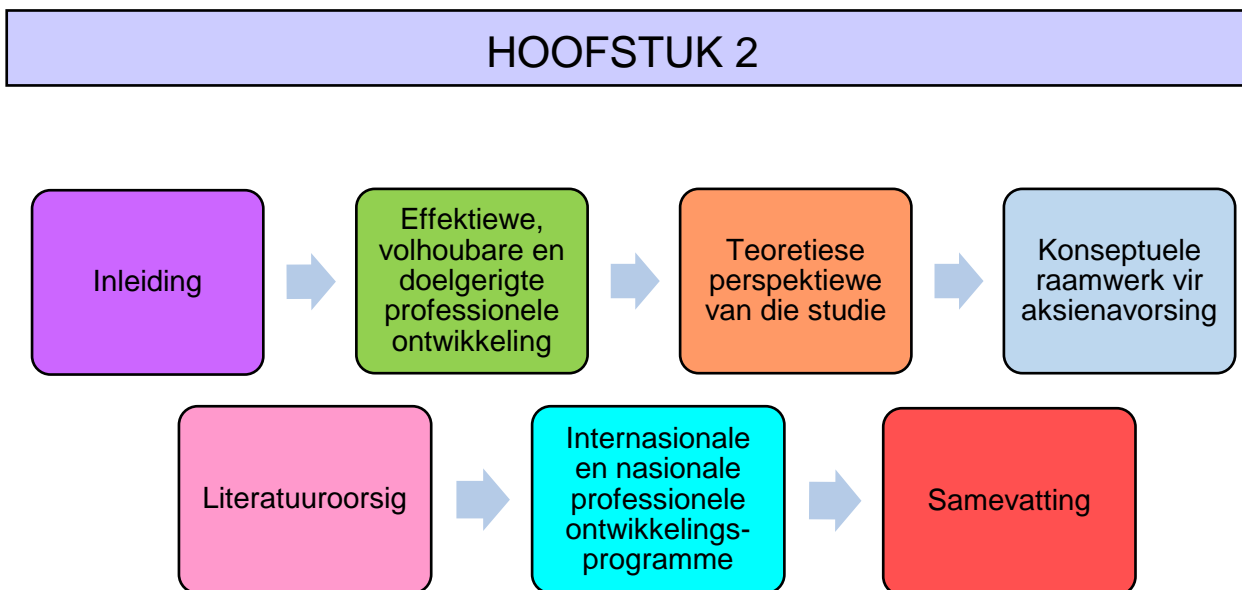 HOOFSTUK 2
Inleiding
Effektiewe,
volhoubare en
doelgerigte
professionele
ontwikkeling
Teoretiese
perspektiewe
van die studie
Konseptuele
raamwerk vir
aksienavorsing
Literatuuroorsig
Internasionale
en nasionale
professionele
ontwikkelings-
programme
Samevatting